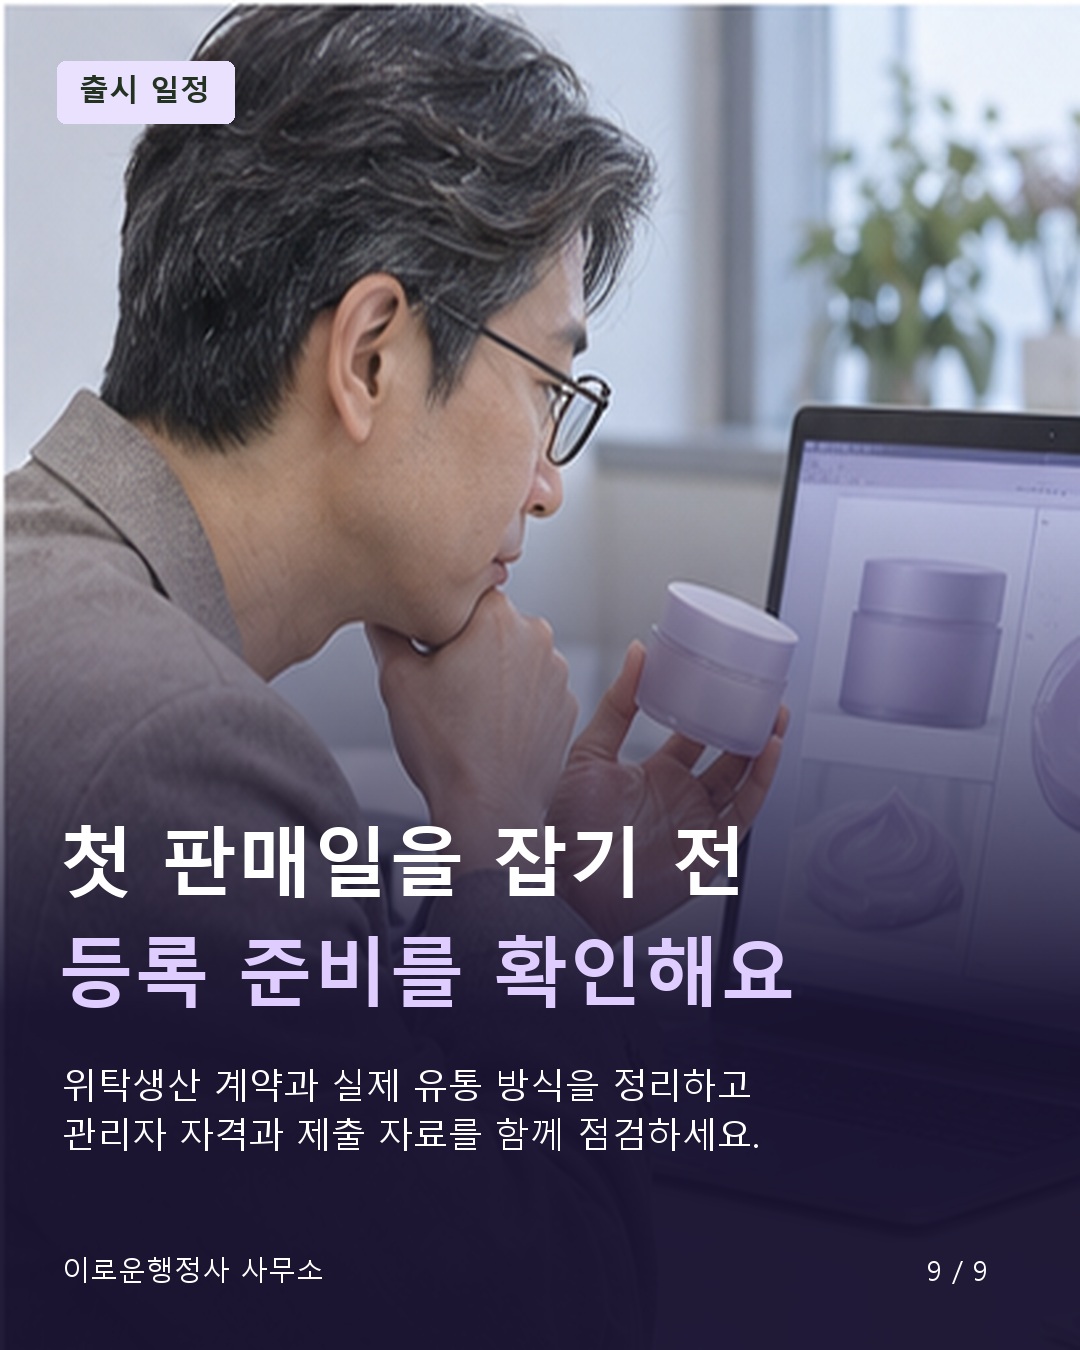 출시 일정
첫 판매일을 잡기 전
등록 준비를 확인해요
위탁생산 계약과 실제 유통 방식을 정리하고
관리자 자격과 제출 자료를 함께 점검하세요.
이로운행정사 사무소
9 / 9